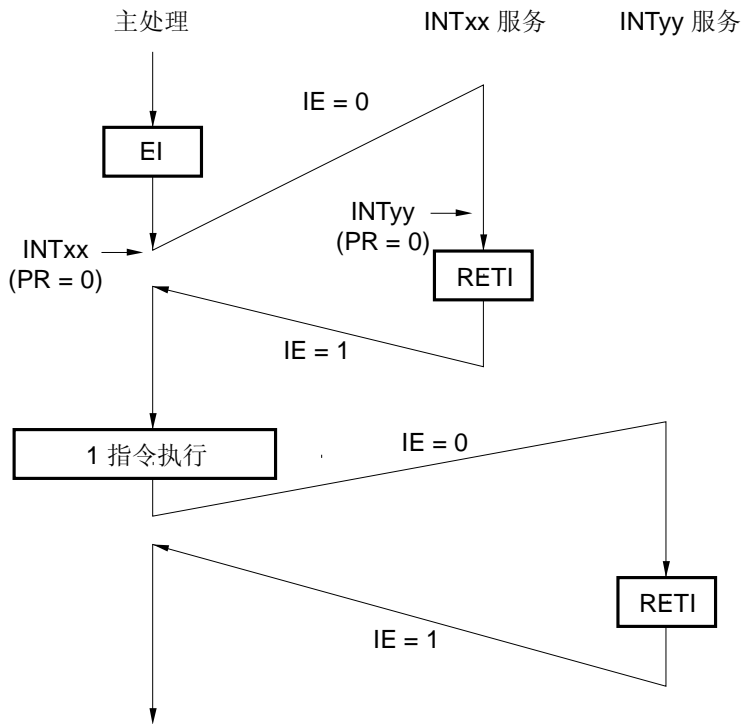 主处理
INTxx 服务
INTyy 服务
IE = 0
EI
INTyy
(PR = 0)
INTxx
(PR = 0)
RETI
IE = 1
IE = 0
1 指令执行
RETI
IE = 1